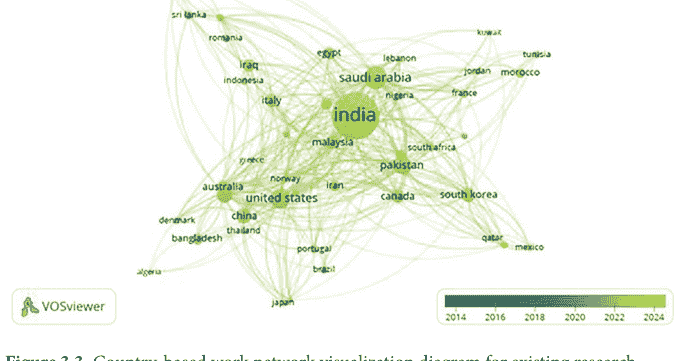 sri lanka
romania
kuwait
egypt
lebanon
tunisia
iraq
saudi arabia
jordan
morocco
indonesia
nigeria
france
italy
india
malaysia
south africa
greece
pakistan
norway
iran
australia
united states
canada
south korea
china
denmark
thailand
bangladesh
qatar
portugal
mexico
algeria
brazil
japan
VOSviewer
2014 2016 2018 2020 2022 2024